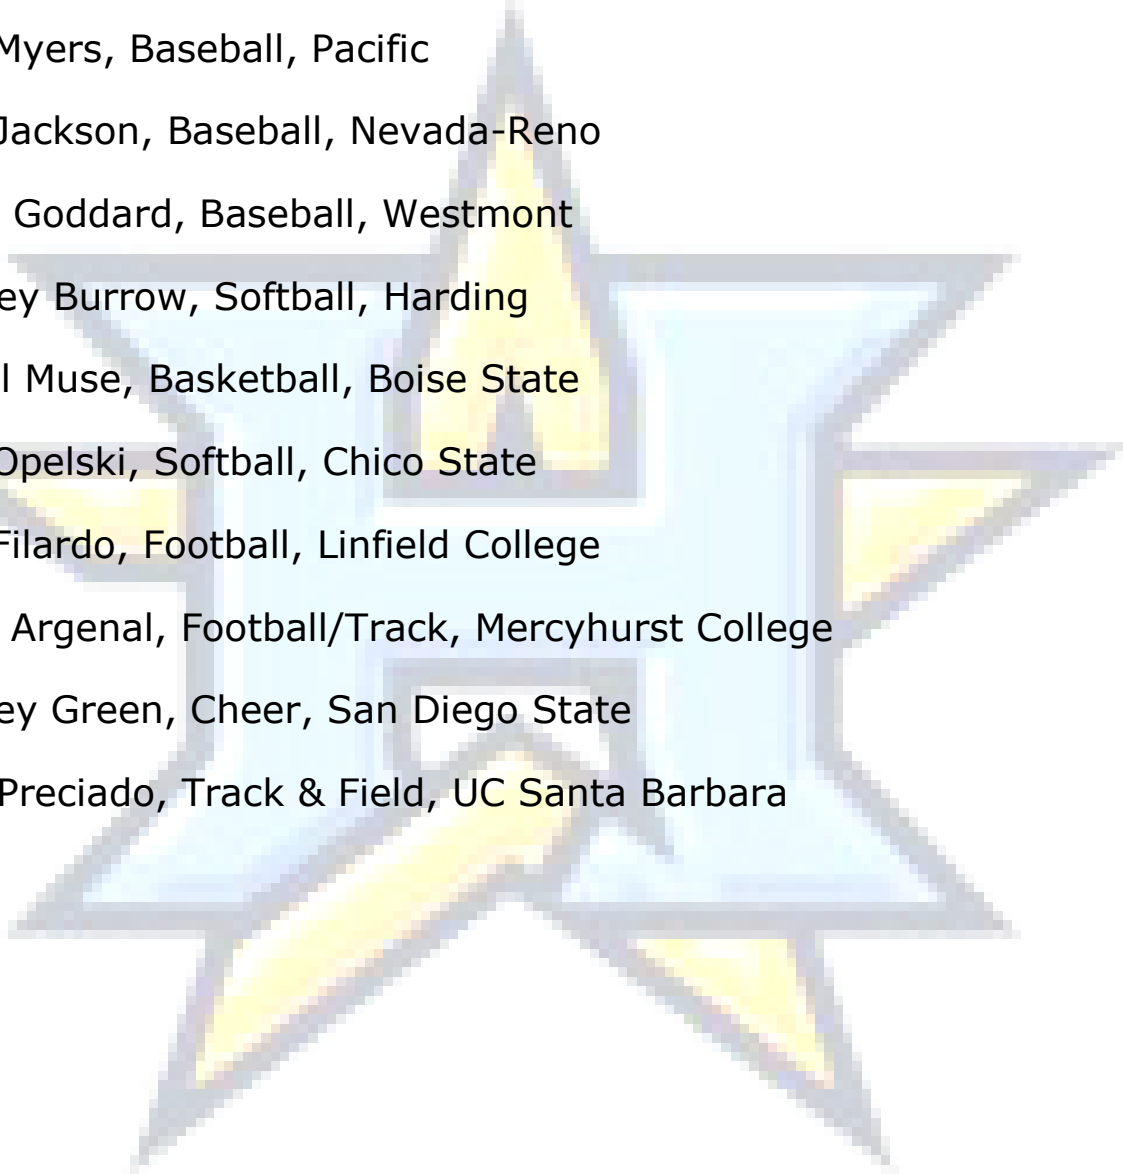 Myers, Baseball, Pacific
Jackson, Baseball, Nevada-Reno
Goddard, Baseball, Westmont
ey Burrow, Softball, Harding
l Muse, Basketball, Boise State
Opelski, Softball, Chico State
Filardo, Football, Linfield College
Argenal, Football/Track, Mercyhurst College
ey Green, Cheer, San Diego State
Preciado, Track & Field, UC Santa Barbara
H